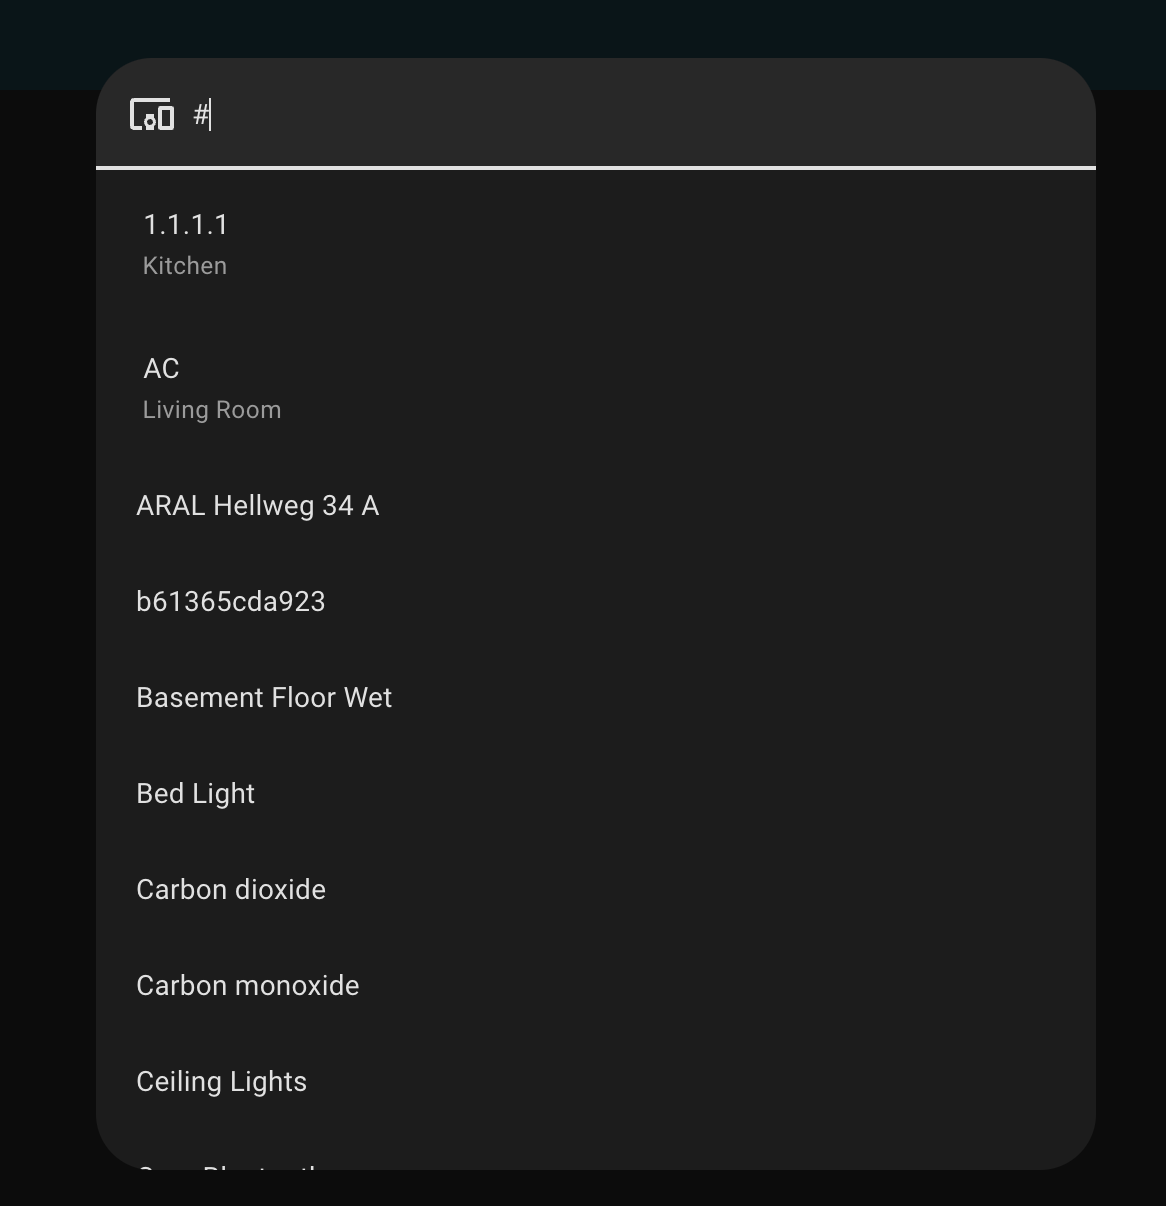 #
1.1.1.1
Kitchen
AC
Living Room
ARAL Hellweg 34 A
b61365cda923
Basement Floor Wet
Bed Light
Carbon dioxide
Carbon monoxide
Ceiling Lights